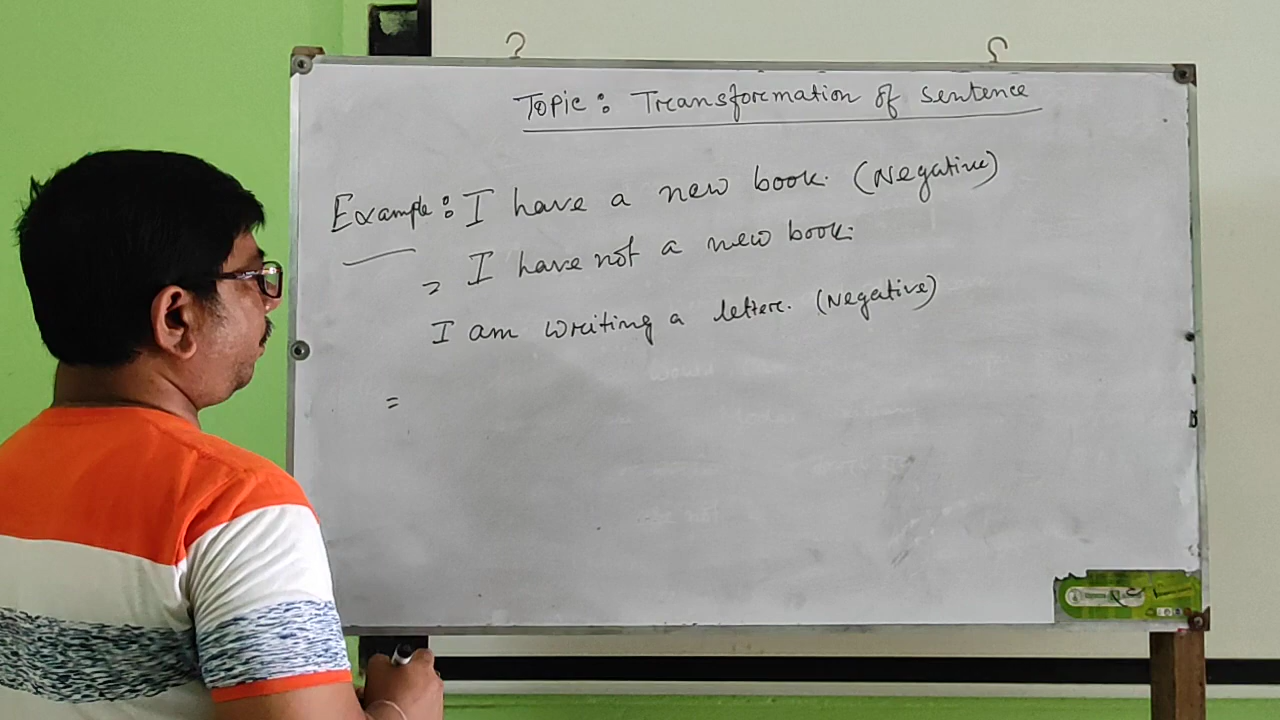 Topic: Transformation of sentence
Example: I have a new book. (Negative)
= I have not a new book.
I am writing a letter. (Negative)
=